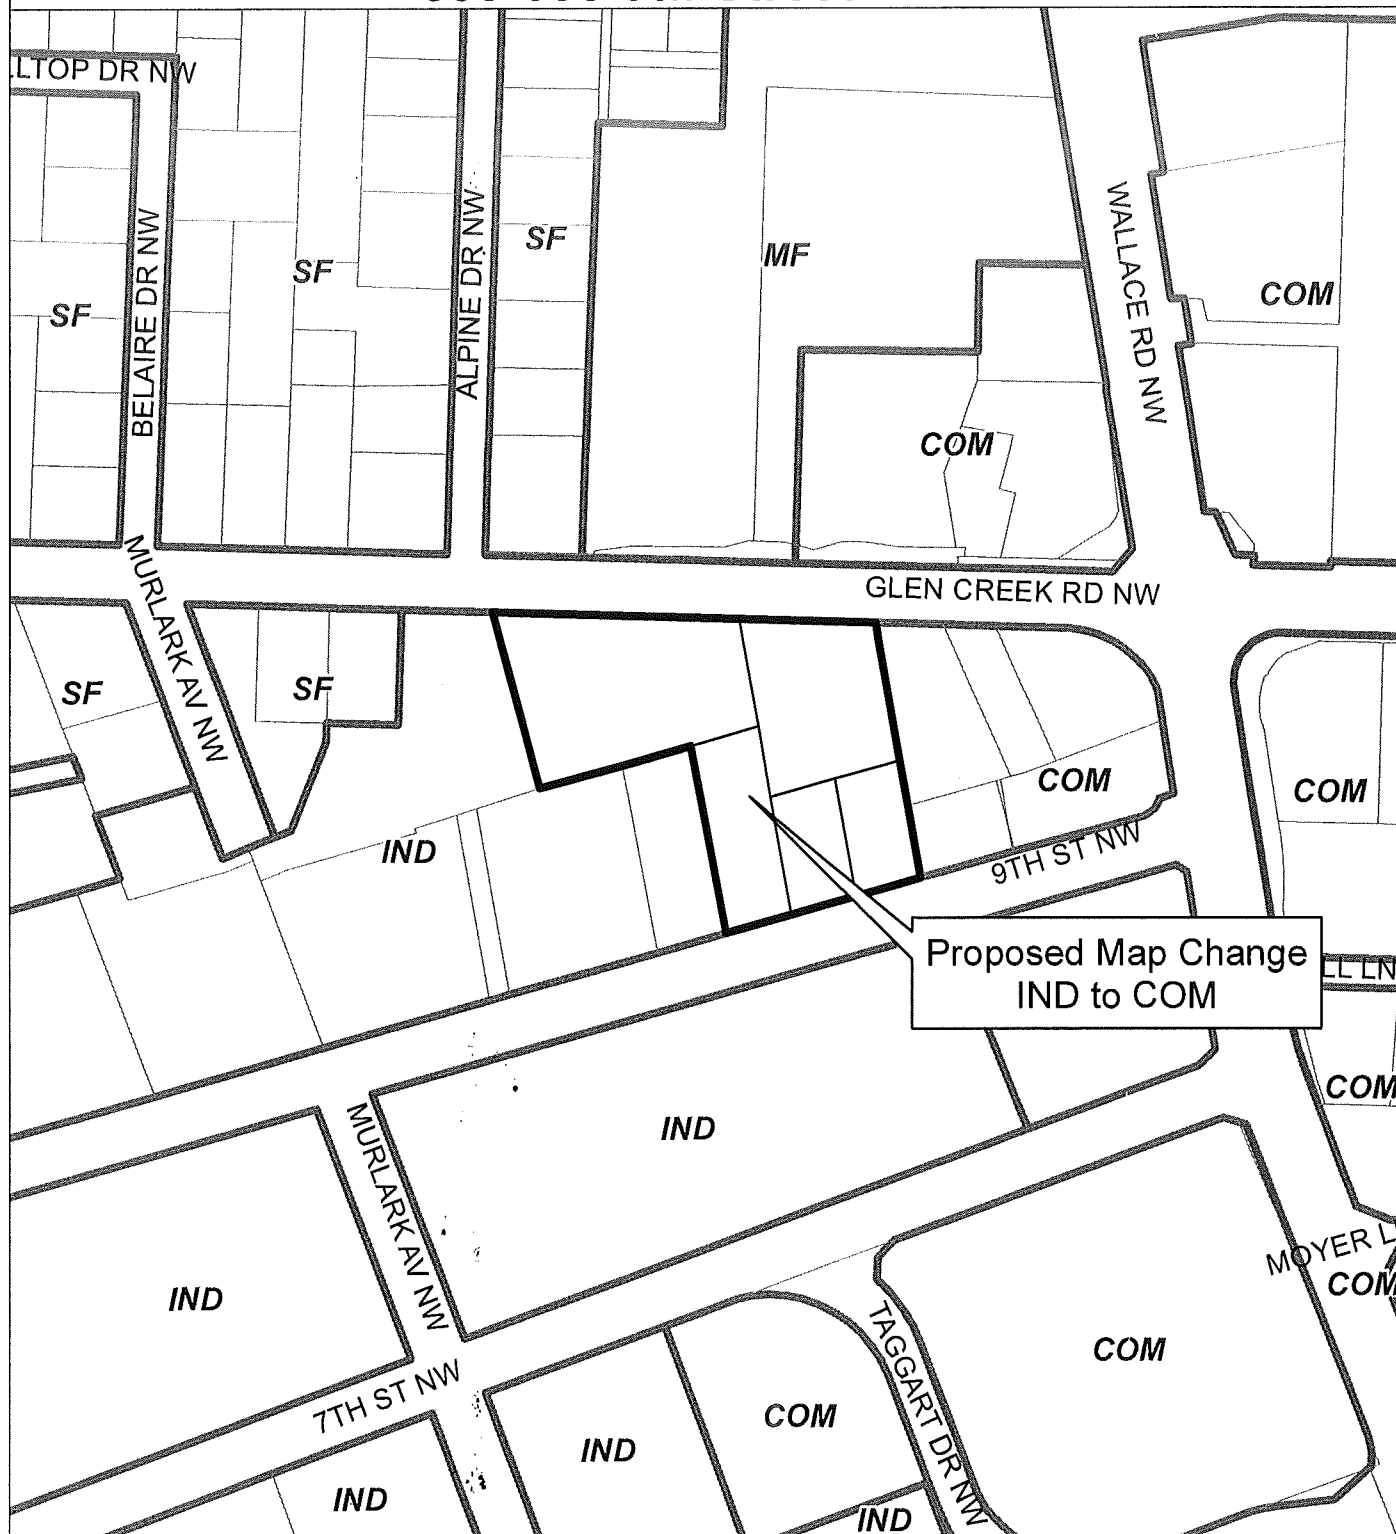 LLTOP DR NW
BELAIRE DR NW
ALPINE DR NW
WALLACE RD NW
SF
SF
SF
MF
COM
COM
GLEN CREEK RD NW
MURLARK AV NW
SF
SF
COM
COM
IND
9TH ST NW
Proposed Map Change
IND to COM
LL LN
COM
IND
MURLARK AV NW
MOYER L
COM
IND
COM
TAGGART DR NW
7TH ST NW
COM
IND
IND
IND